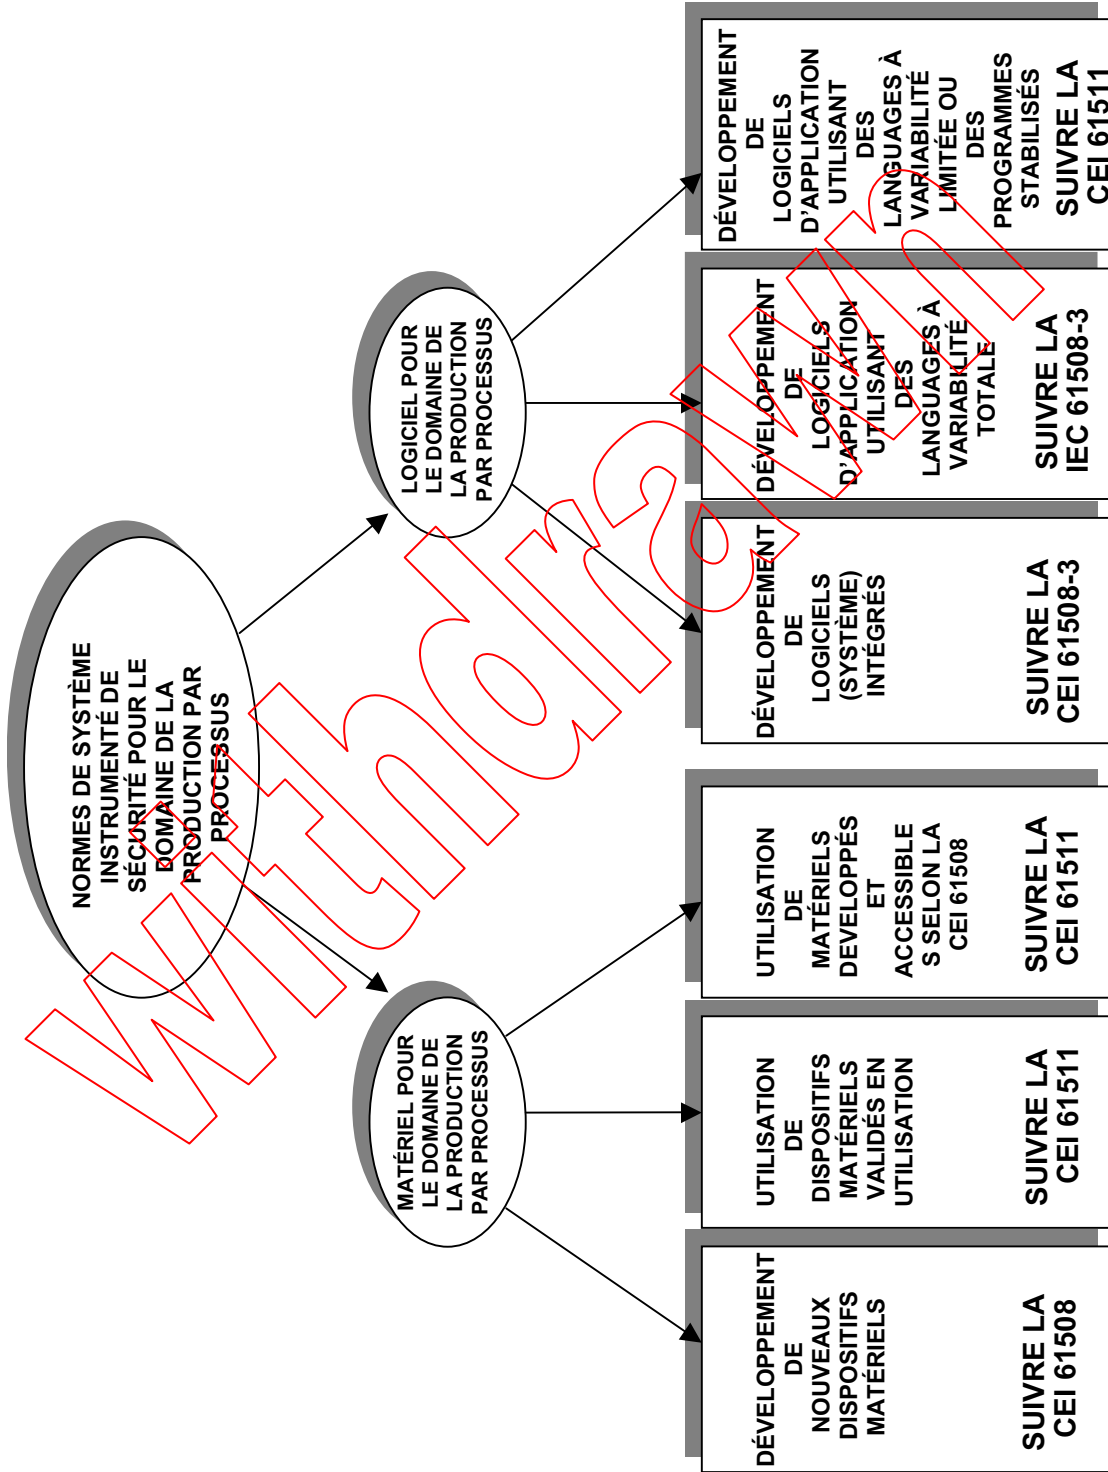 NORMES DE SYSTÈME
INSTRUMENTÉ DE
SÉCURITÉ POUR LE
DOMAINE DE LA
PRODUCTION PAR
PROCESSUS
MATÉRIEL POUR
LE DOMAINE DE
LA PRODUCTION
PAR PROCESSUS
LOGICIEL POUR
LE DOMAINE DE
LA PRODUCTION
PAR PROCESSUS
DÉVELOPPEMENT
DE
NOUVEAUX
DISPOSITIFS
MATÉRIELS
SUIVRE LA
CEI 61508
UTILISATION
DE
DISPOSITIFS
MATÉRIELS
VALIDÉS EN
UTILISATION
SUIVRE LA
CEI 61511
UTILISATION
DE
MATÉRIELS
DEVELOPPÉS
ET
ACCESSIBLE
S SELON LA
CEI 61508
SUIVRE LA
CEI 61511
DÉVELOPPEMENT
DE
LOGICIELS
(SYSTÈME)
INTÉGRÉS
SUIVRE LA
CEI 61508-3
DÉVELOPPEMENT
DE
LOGICIELS
D'APPLICATION
UTILISANT
DES
LANGUAGES À
VARIABILITÉ
TOTALE
SUIVRE LA
IEC 61508-3
DÉVELOPPEMENT
DE
LOGICIELS
D'APPLICATION
UTILISANT
DES
LANGUAGES À
VARIABILITÉ
LIMITÉE OU
DES
PROGRAMMES
STABILISÉS
SUIVRE LA
CEI 61511
Withdrawn